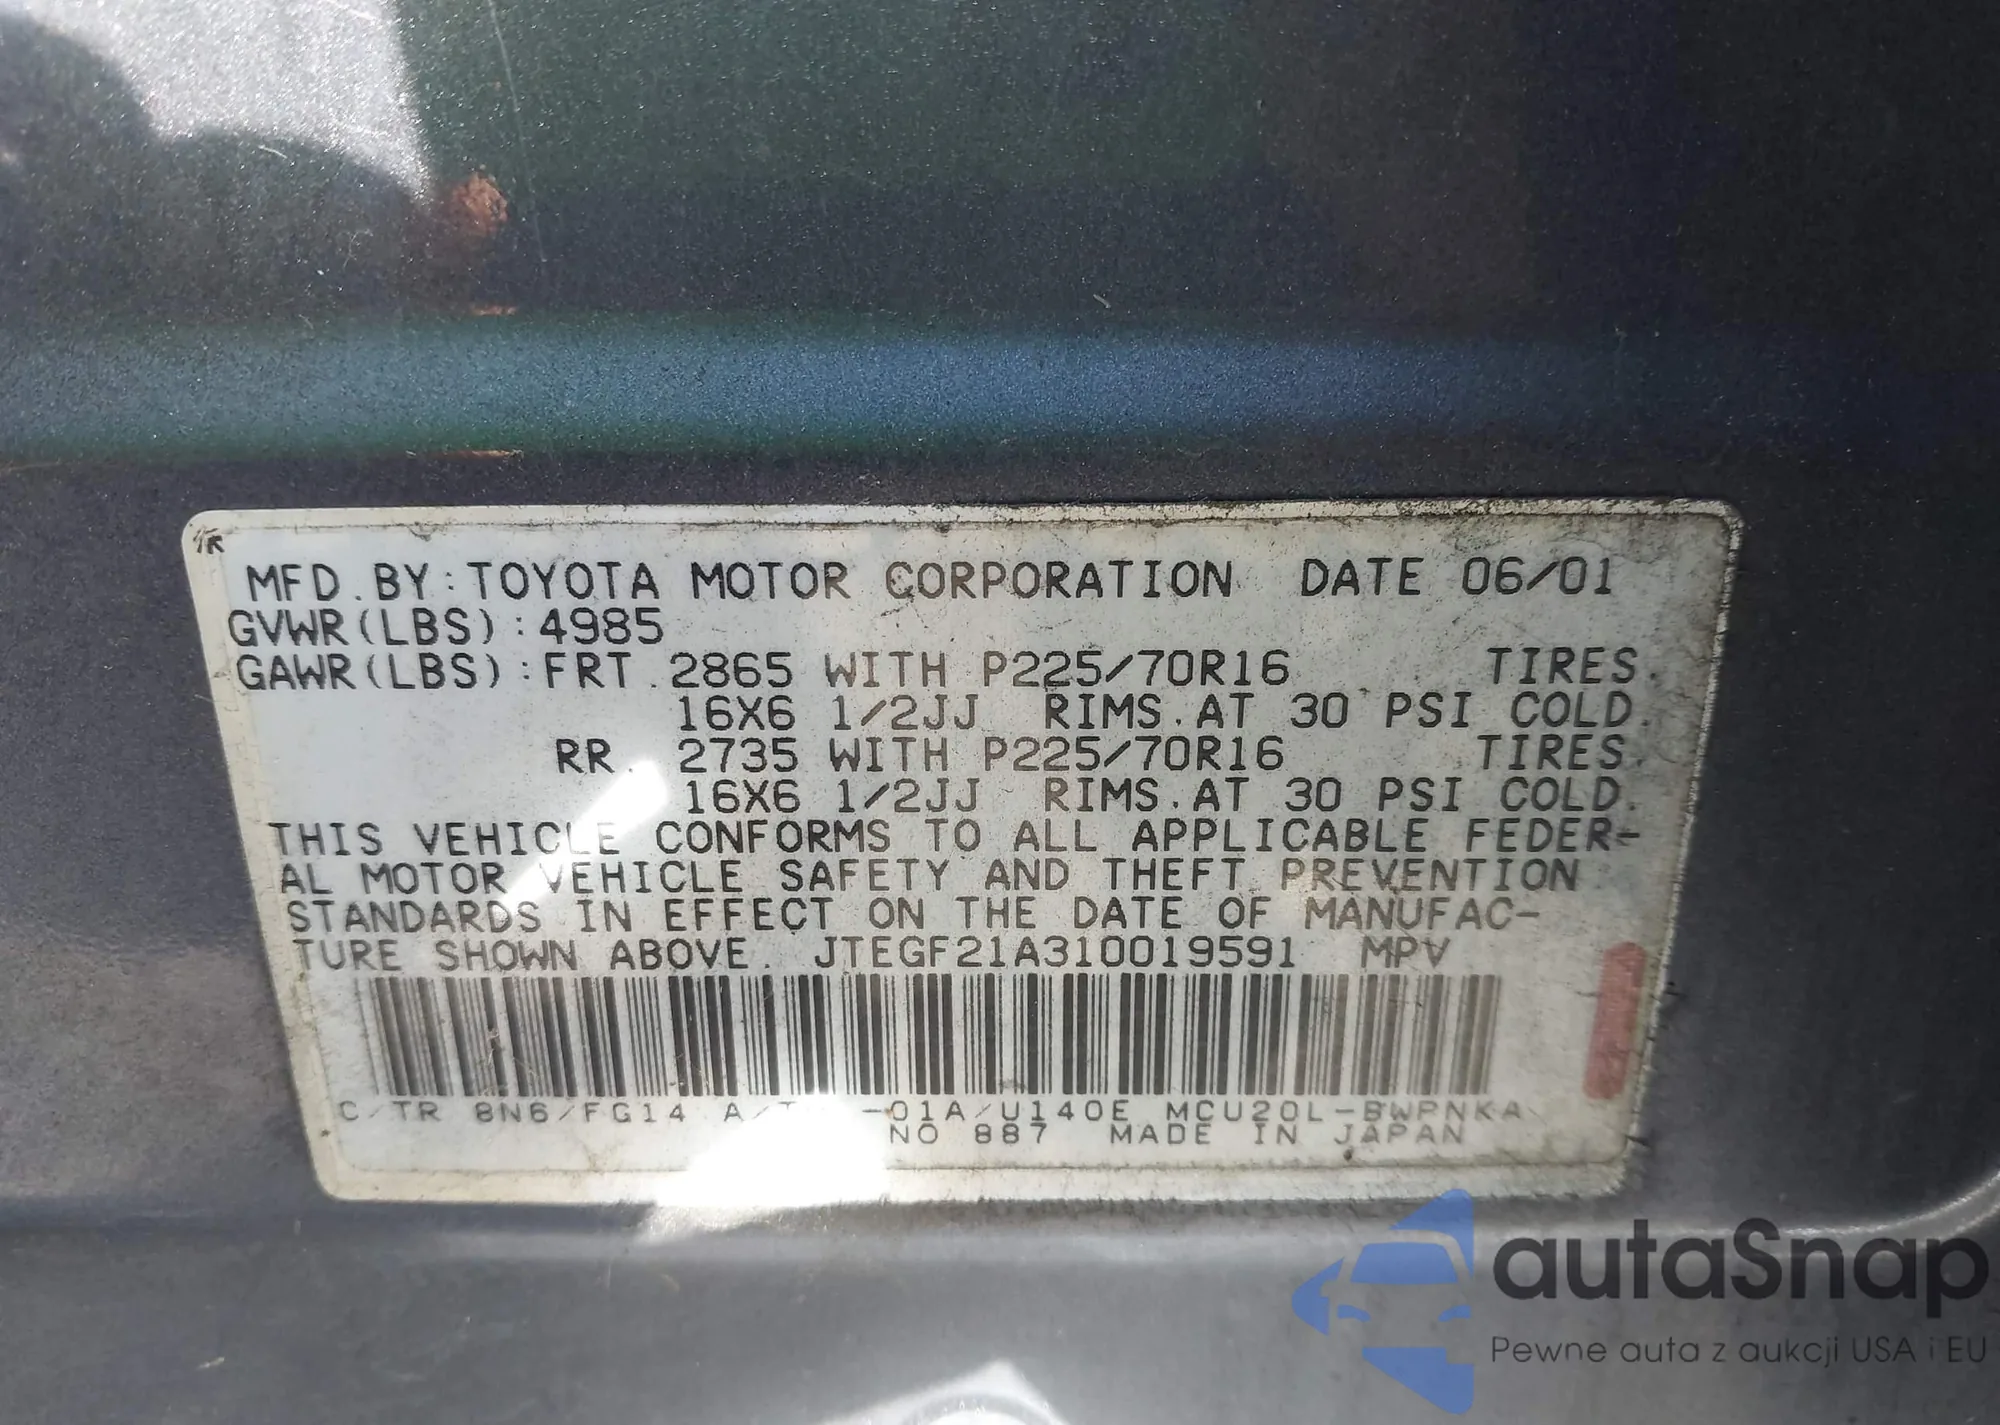 MFD. BY: TOYOTA MOTOR CORPORATION DATE 06/01
GVWR(LBS): 4985
GAWR(LBS): FRT. 2865 WITH P225/70R16 TIRES.
16X6 1/2JJ RIMS. AT 30 PSI COLD.
RR. 2735 WITH P225/70R16 TIRES.
16X6 1/2JJ RIMS. AT 30 PSI COLD.
THIS VEHICLE CONFORMS TO ALL APPLICABLE FEDER-
AL MOTOR VEHICLE SAFETY AND THEFT PREVENTION
STANDARDS IN EFFECT ON THE DATE OF MANUFAC-
TURE SHOWN ABOVE. JTEGF21A310019591 MPV
C/TR 8N6/FG14 -01A/U140E MCU20L-BWPNKA
NO 887 MADE IN JAPAN
autaSnap
Pewne auta z aukcji USA i EU